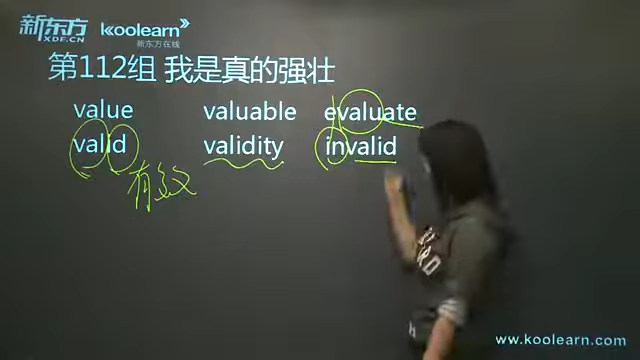 新东方 koolearn
XDF.CN 新东方在线
第112组 我是真的强壮
value valuable evaluate
valid validity invalid
有效
ww.koolearn.com